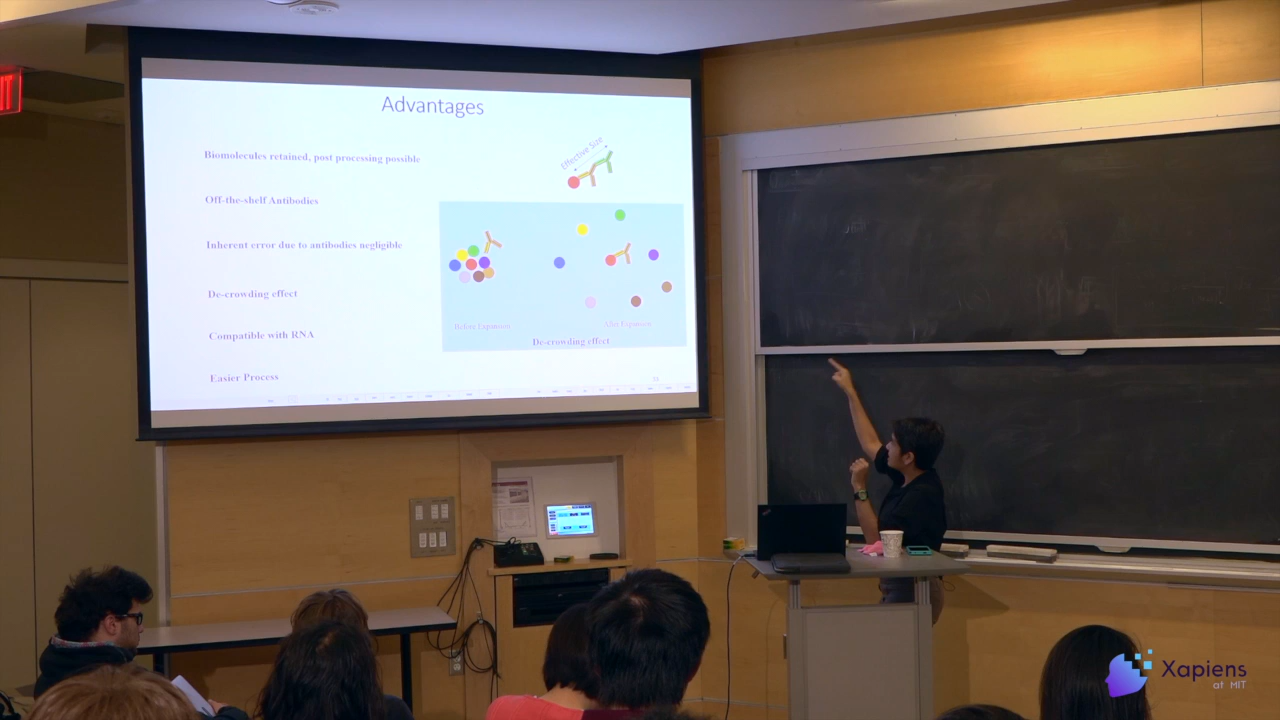 Advantages
Biomolecules retained, post processing possible
Off-the-shelf Antibodies
Inherent error due to antibodies negligible
De-crowding effect
Compatible with RNA
Easier Process
Effective Size
Before Expansion
After Expansion
De-crowding effect
Xapiens
at MIT